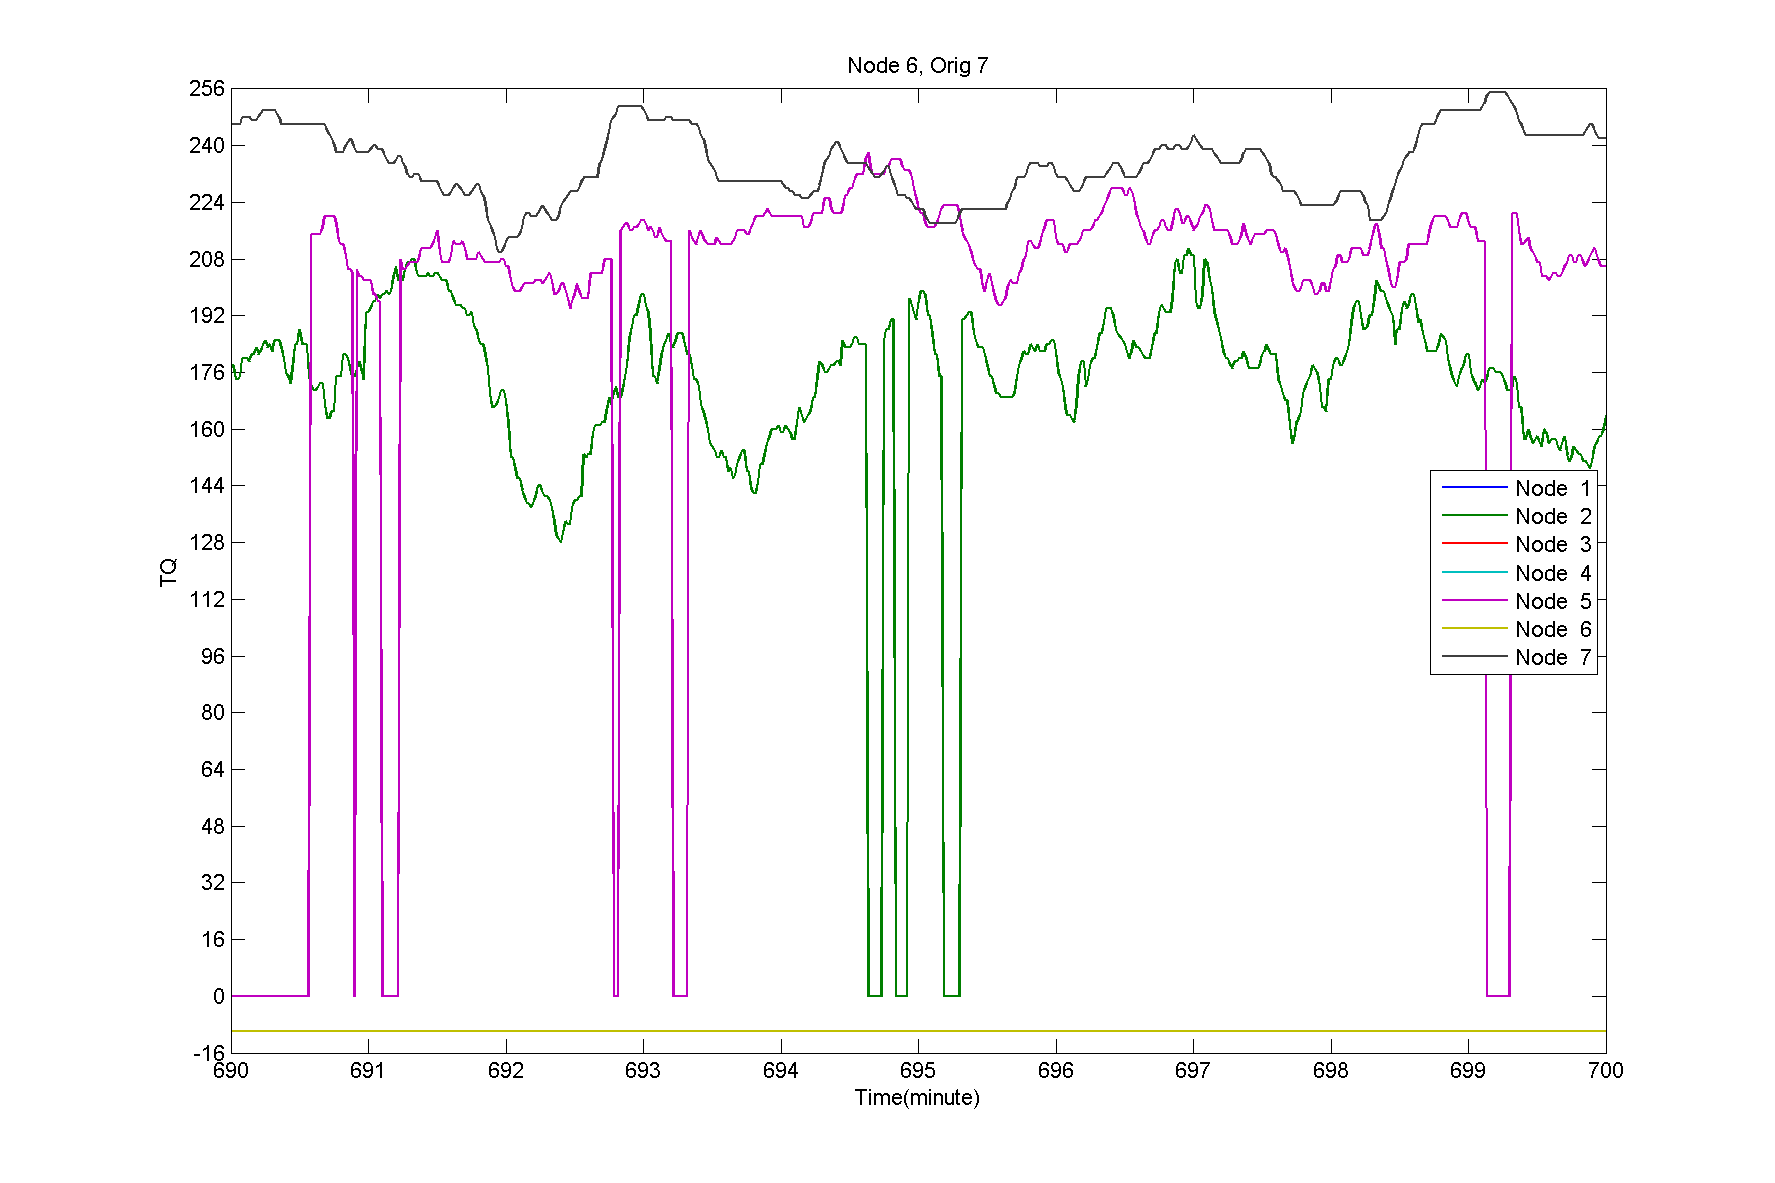 Node 6, Orig 7
256
240
224
208
192
176
160
144
128
112
96
80
64
48
32
16
0
-16
TQ
Node 1
Node 2
Node 3
Node 4
Node 5
Node 6
Node 7
690 691 692 693 694 695 696 697 698 699 700
Time(minute)